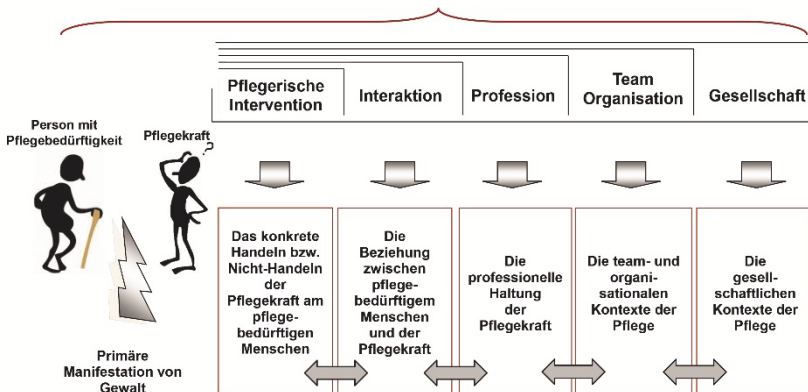 Pflegerische
Intervention
Interaktion
Profession
Team
Organisation
Gesellschaft
Person mit
Pflegebedürftigkeit
Pflegekraft
?
Das konkrete
Handeln bzw.
Nicht-Handeln
der
Pflegekraft am
pflege-
bedürftigen
Menschen
Die
Beziehung
zwischen
pflege-
bedürftigem
Menschen
und der
Pflegekraft
Die
professionelle
Haltung
der
Pflegekraft
Die team- und
organi-
sationalen
Kontexte der
Pflege
Die
gesell-
schaftlichen
Kontexte der
Pflege
Primäre
Manifestation von
Gewalt